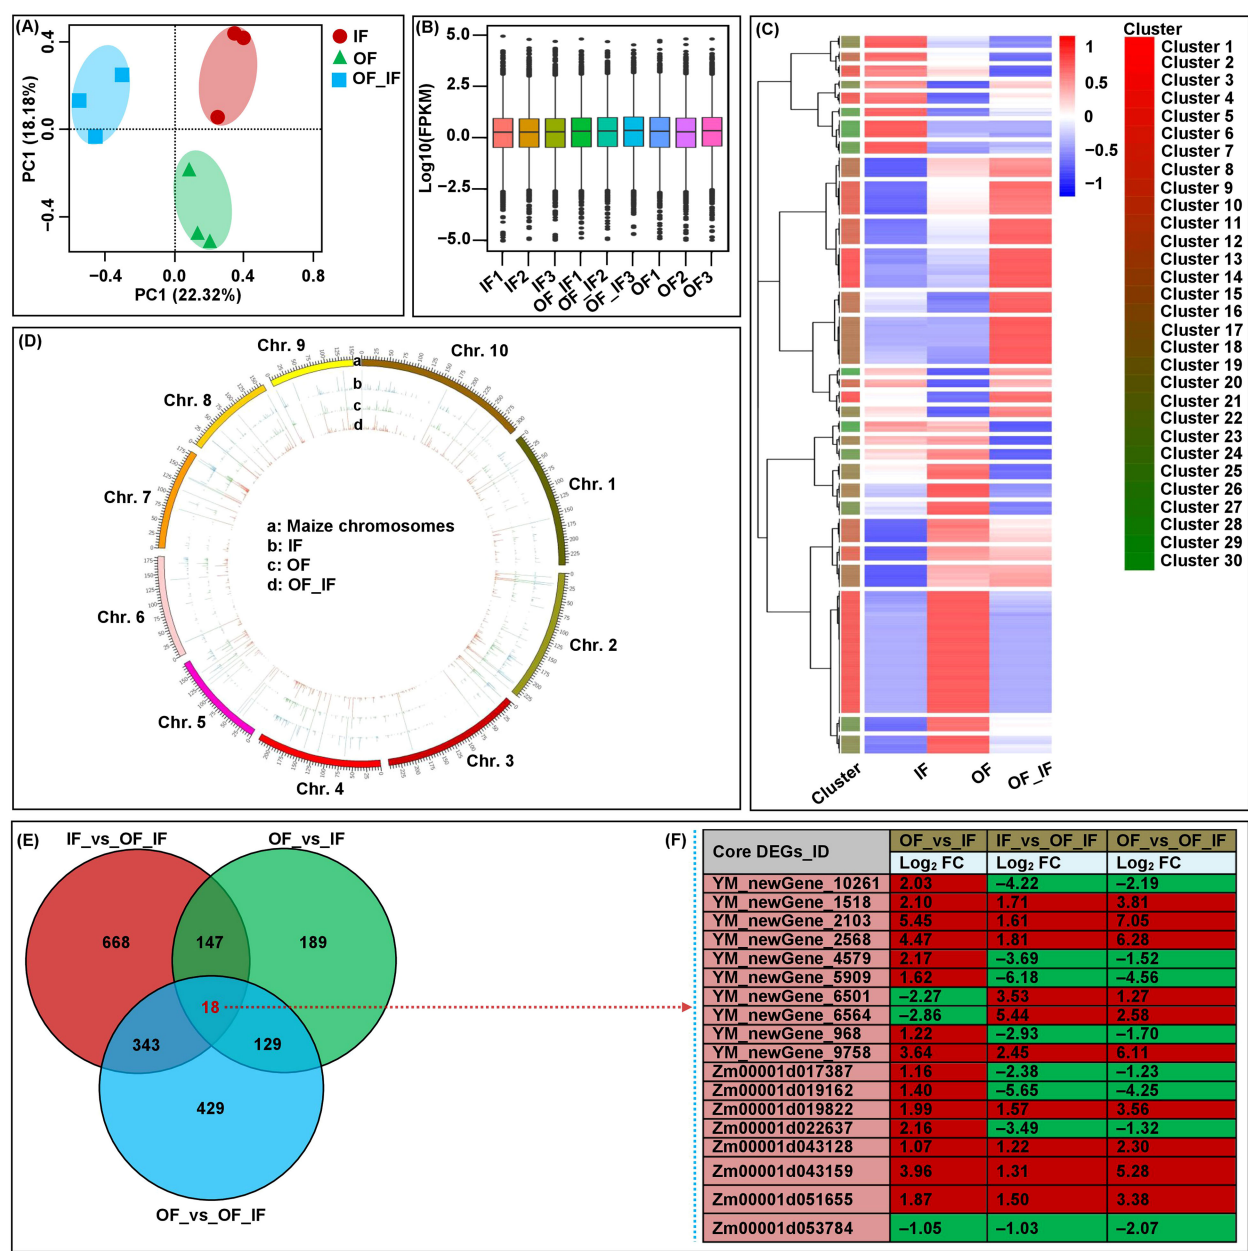 (A)
0.4
0.0
−0.4
PC1 (18.18%)
−0.4 0.0 0.4 0.8
PC1 (22.32%)
IF
OF
OF_IF
(B)
5.0
2.5
0.0
−2.5
−5.0
Log10(FPKM)
IF1 IF2 IF3 OF_IF1 OF_IF2 OF_IF3 OF1 OF2 OF3
(C)
1
0.5
0
−0.5
−1
Cluster IF OF OF_IF
Cluster
Cluster 1
Cluster 2
Cluster 3
Cluster 4
Cluster 5
Cluster 6
Cluster 7
Cluster 8
Cluster 9
Cluster 10
Cluster 11
Cluster 12
Cluster 13
Cluster 14
Cluster 15
Cluster 16
Cluster 17
Cluster 18
Cluster 19
Cluster 20
Cluster 21
Cluster 22
Cluster 23
Cluster 24
Cluster 25
Cluster 26
Cluster 27
Cluster 28
Cluster 29
Cluster 30
(D)
Chr. 9
Chr. 10
Chr. 8
Chr. 1
Chr. 7
Chr. 6
Chr. 2
Chr. 5
Chr. 3
Chr. 4
a
b
c
d
a: Maize chromosomes
b: IF
c: OF
d: OF_IF
(E)
IF_vs_OF_IF
OF_vs_IF
668
147
189
18
343
129
429
OF_vs_OF_IF
(F)
Core DEGs_ID OF_vs_IF IF_vs_OF_IF OF_vs_OF_IF
Log2 FC Log2 FC Log2 FC
YM_newGene_10261 2.03 −4.22 −2.19
YM_newGene_1518 2.10 1.71 3.81
YM_newGene_2103 5.45 1.61 7.05
YM_newGene_2568 4.47 1.81 6.28
YM_newGene_4579 2.17 −3.69 −1.52
YM_newGene_5909 1.62 −6.18 −4.56
YM_newGene_6501 −2.27 3.53 1.27
YM_newGene_6564 −2.86 5.44 2.58
YM_newGene_968 1.22 −2.93 −1.70
YM_newGene_9758 3.64 2.45 6.11
Zm00001d017387 1.16 −2.38 −1.23
Zm00001d019162 1.40 −5.65 −4.25
Zm00001d019822 1.99 1.57 3.56
Zm00001d022637 2.16 −3.49 −1.32
Zm00001d043128 1.07 1.22 2.30
Zm00001d043159 3.96 1.31 5.28
Zm00001d051655 1.87 1.50 3.38
Zm00001d053784 −1.05 −1.03 −2.07